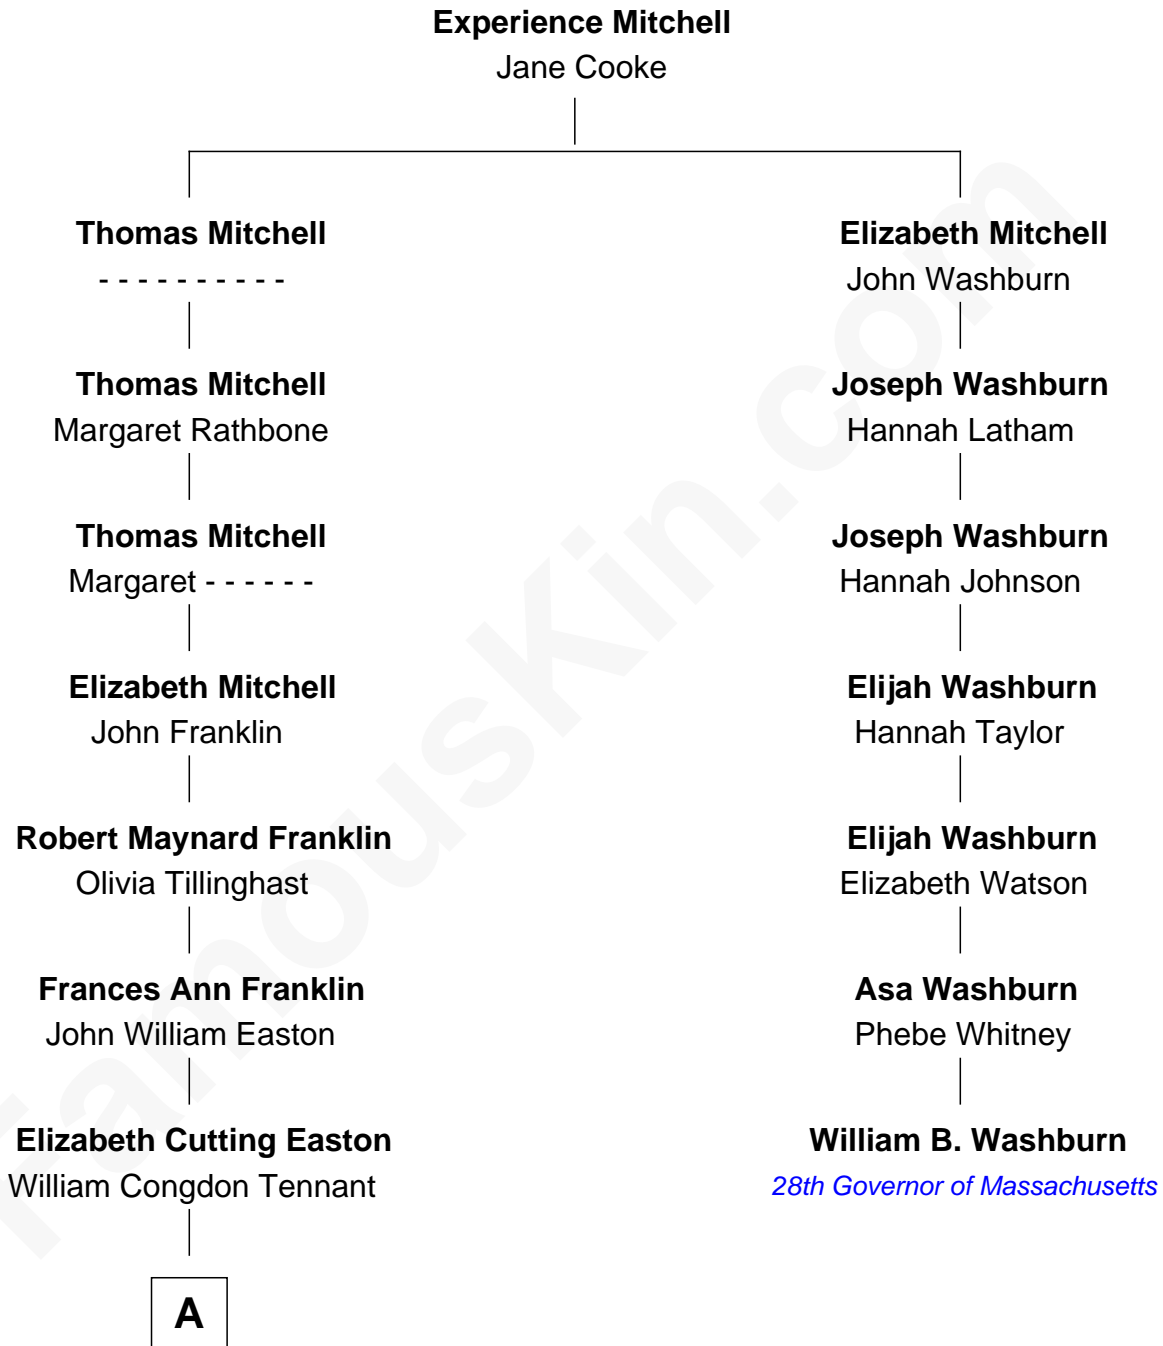 Experience Mitchell
Jane Cooke
Thomas Mitchell
- - - - - - - - - -
Elizabeth Mitchell
John Washburn
Thomas Mitchell
Margaret Rathbone
Joseph Washburn
Hannah Latham
Thomas Mitchell
Margaret - - - - - -
Joseph Washburn
Hannah Johnson
Elizabeth Mitchell
John Franklin
Elijah Washburn
Hannah Taylor
Robert Maynard Franklin
Olivia Tillinghast
Elijah Washburn
Elizabeth Watson
Frances Ann Franklin
John William Easton
Asa Washburn
Phebe Whitney
Elizabeth Cutting Easton
William Congdon Tennant
William B. Washburn
28th Governor of Massachusetts
A
FamousKin.com